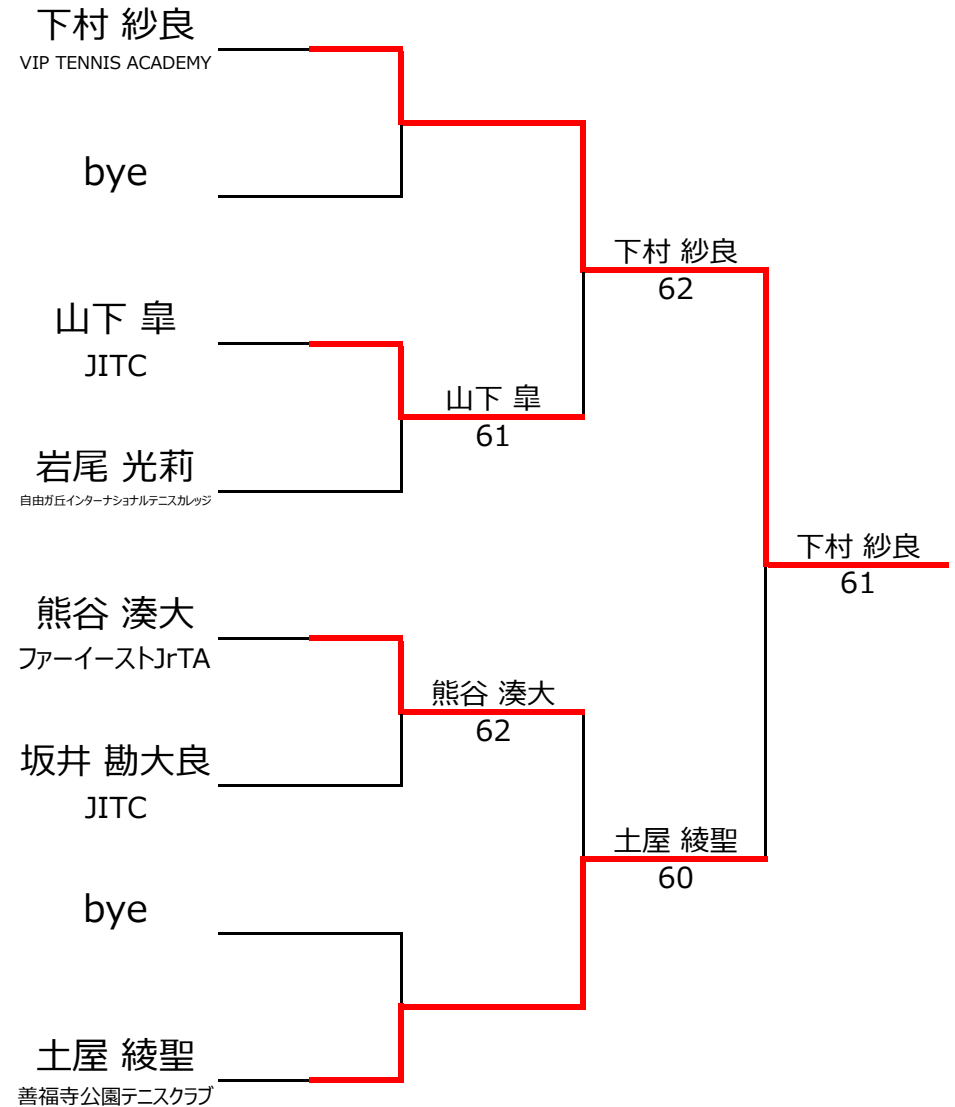 下村 紗良
VIP TENNIS ACADEMY
bye
山下 皐
JITC
岩尾 光莉
自由ガ丘インターナショナルテニスカレッジ
熊谷 湊大
ファーイーストJrTA
坂井 勘大良
JITC
bye
土屋 綾聖
善福寺公園テニスクラブ
山下 皐
61
熊谷 湊大
62
下村 紗良
62
土屋 綾聖
60
下村 紗良
61